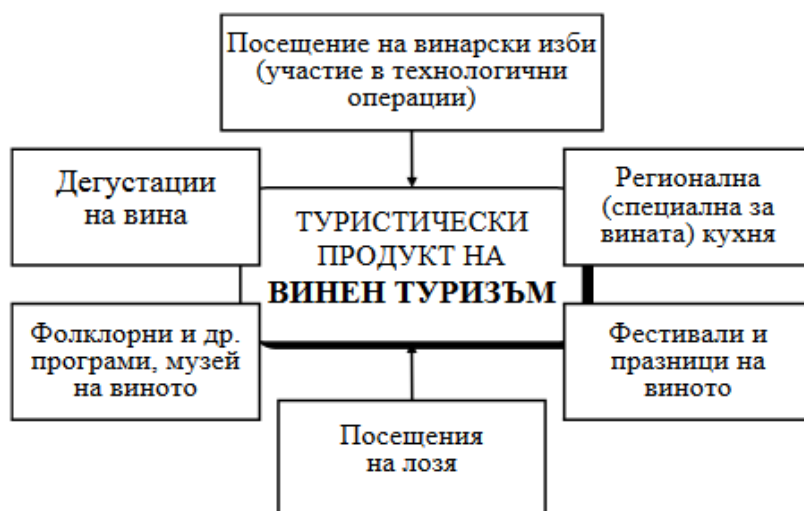 Посещение на винарски изби
(участие в технологични
операции)
Дегустации
на вина
Регионална
(специална за
вината) кухня
ТУРИСТИЧЕСКИ
ПРОДУКТ НА
ВИНЕН ТУРИЗЪМ
Фолклорни и др.
програми, музей
на виното
Фестивали и
празници на
виното
Посещения
на лозя